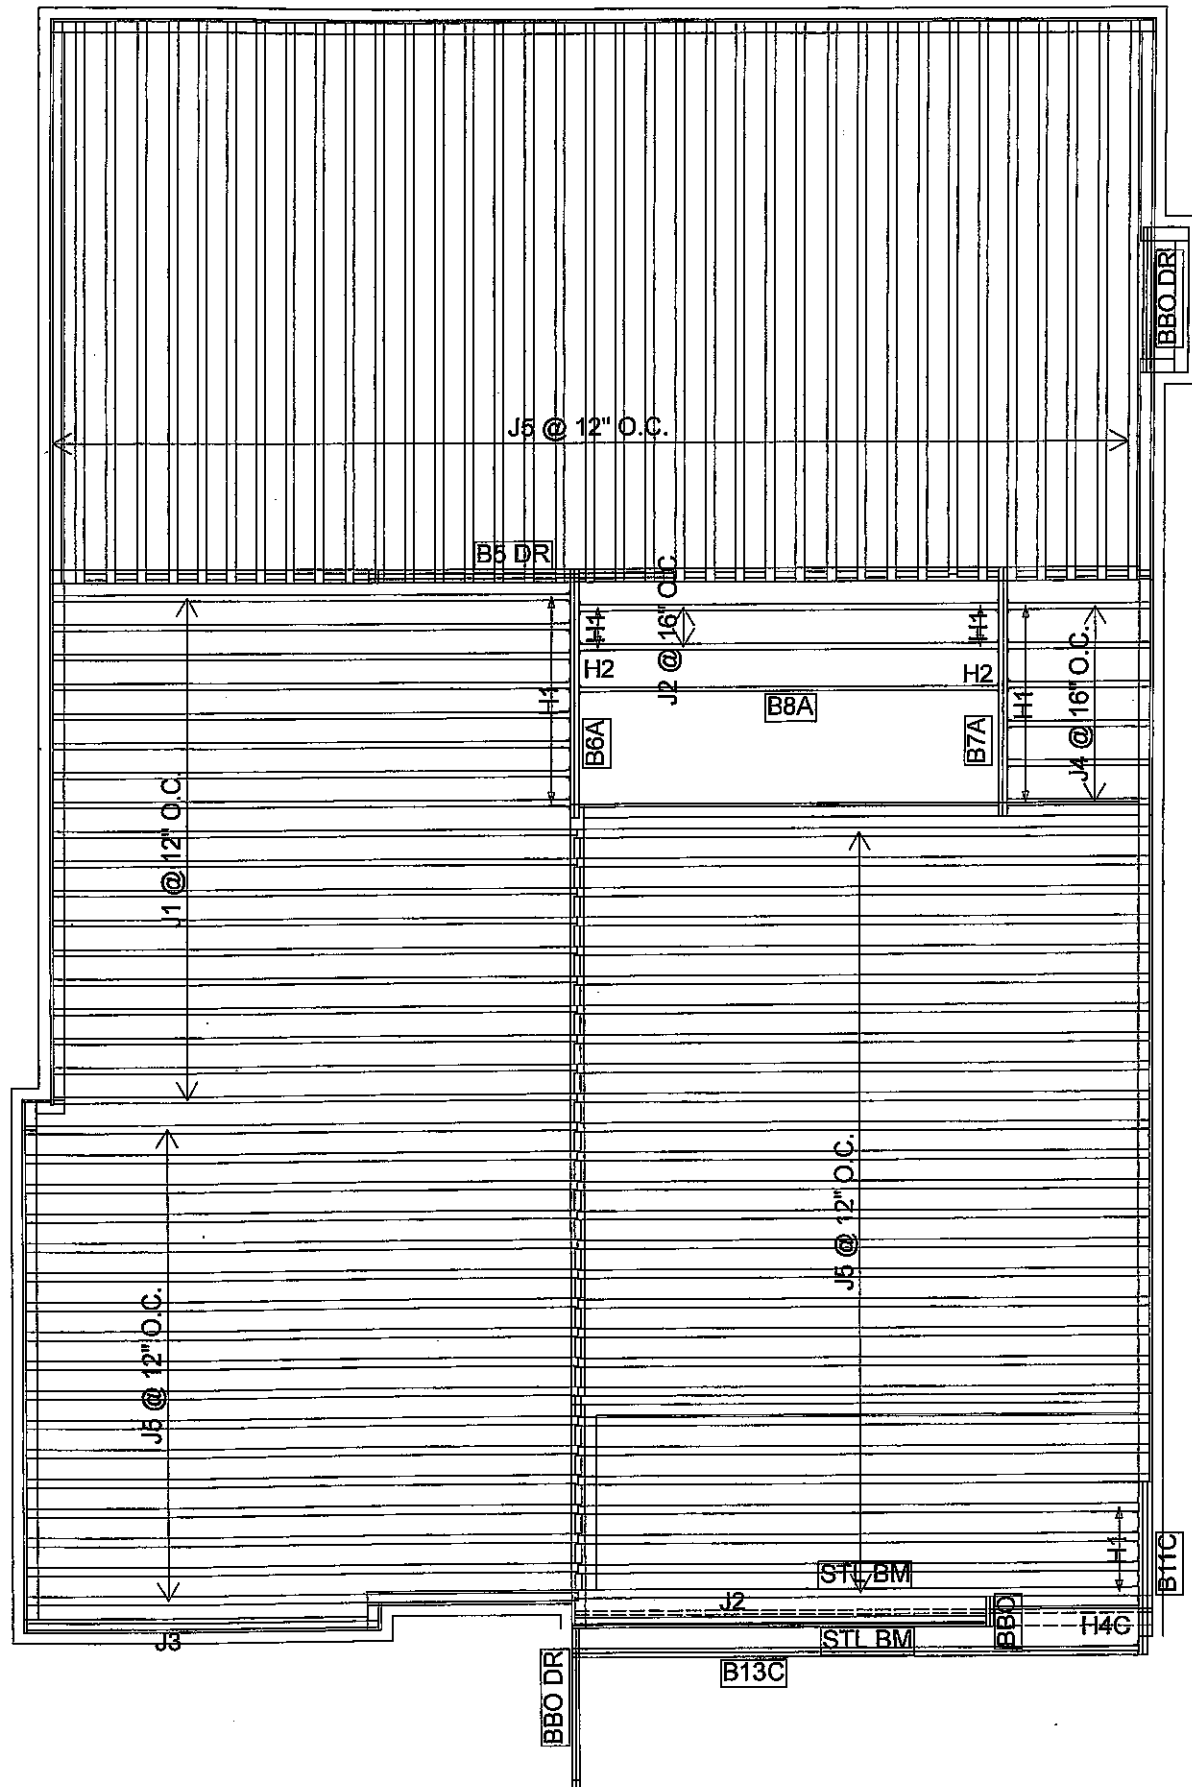 BBO DR
J5 @ 12" O.C.
B5 DR
J2 @ 16" O.C.
H1
H1
H2
H2
H1
H1
J4 @ 16" O.C.
B8A
B6A
B7A
J1 @ 12" O.C.
J5 @ 12" O.C.
J5 @ 12" O.C.
H1
B11C
STL BM
J2
BBO
H4C
STL BM
J3
B13C
BBO DR